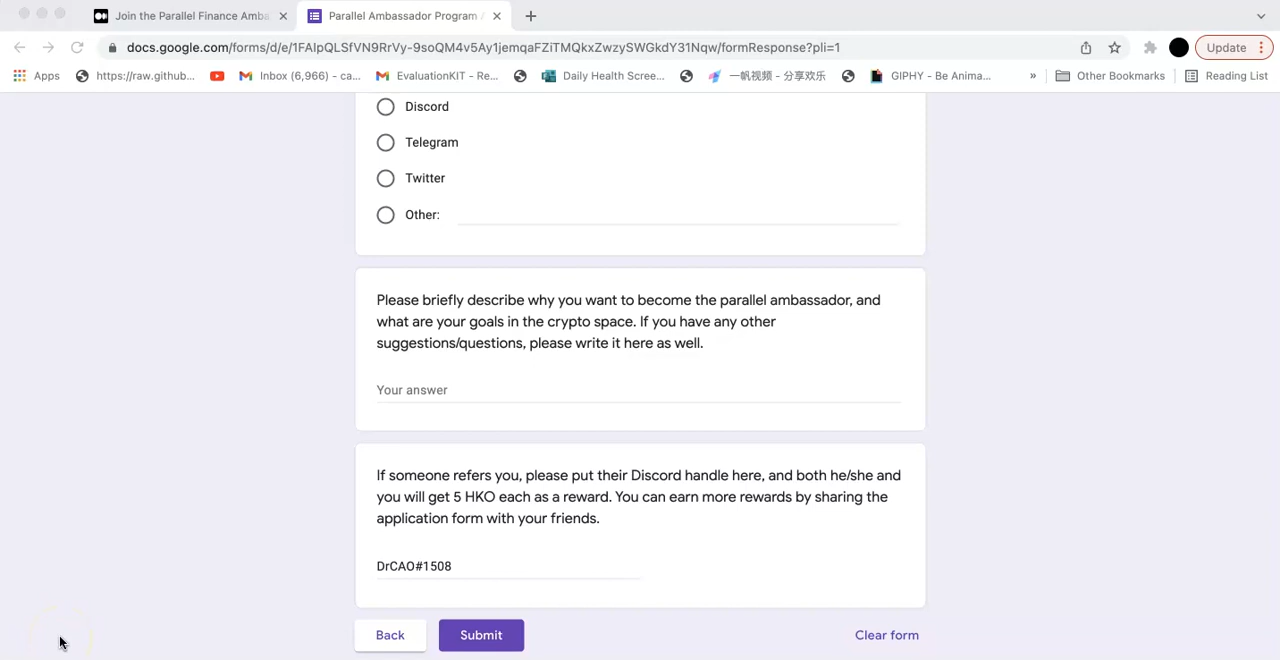 Join the Parallel Finance Amba
Parallel Ambassador Program /
docs.google.com/forms/d/e/1FAIpQLSfVN9RrVy-9soQM4v5Ay1jemqaFZiTMQkxZwzySWGkdY31Nqw/formResponse?pli=1
Update
Apps
https://raw.github...
Inbox (6,966) - ca...
EvaluationKIT - Re...
Daily Health Scree...
一帆视频 - 分享欢乐
GIPHY - Be Anima...
»
Other Bookmarks
Reading List
Discord
Telegram
Twitter
Other:
Please briefly describe why you want to become the parallel ambassador, and
what are your goals in the crypto space. If you have any other
suggestions/questions, please write it here as well.
Your answer
If someone refers you, please put their Discord handle here, and both he/she and
you will get 5 HKO each as a reward. You can earn more rewards by sharing the
application form with your friends.
DrCAO#1508
Back
Submit
Clear form